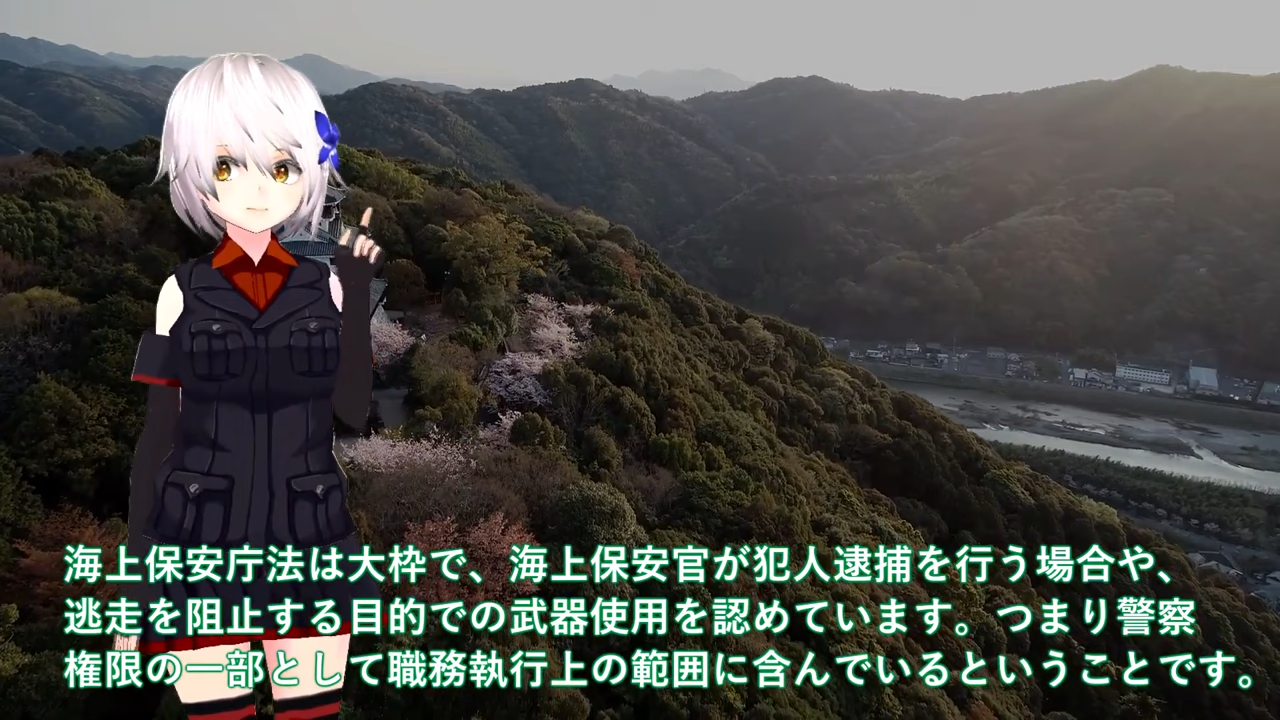 海上保安庁法は大枠で、海上保安官が犯人逮捕を行う場合や、
逃走を阻止する目的での武器使用を認めています。つまり警察
権限の一部として職務執行上の範囲に含んでいるということです。